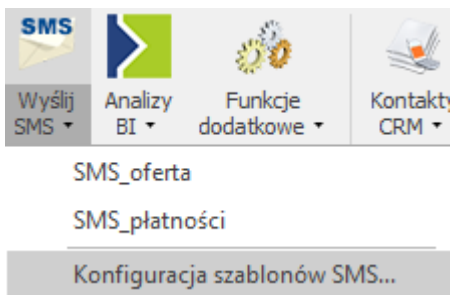 SMS
Wyślij
SMS
Analizy
BI
Funkcje
dodatkowe
Kontakty
CRM
SMS_oferta
SMS_płatności
Konfiguracja szablonów SMS...